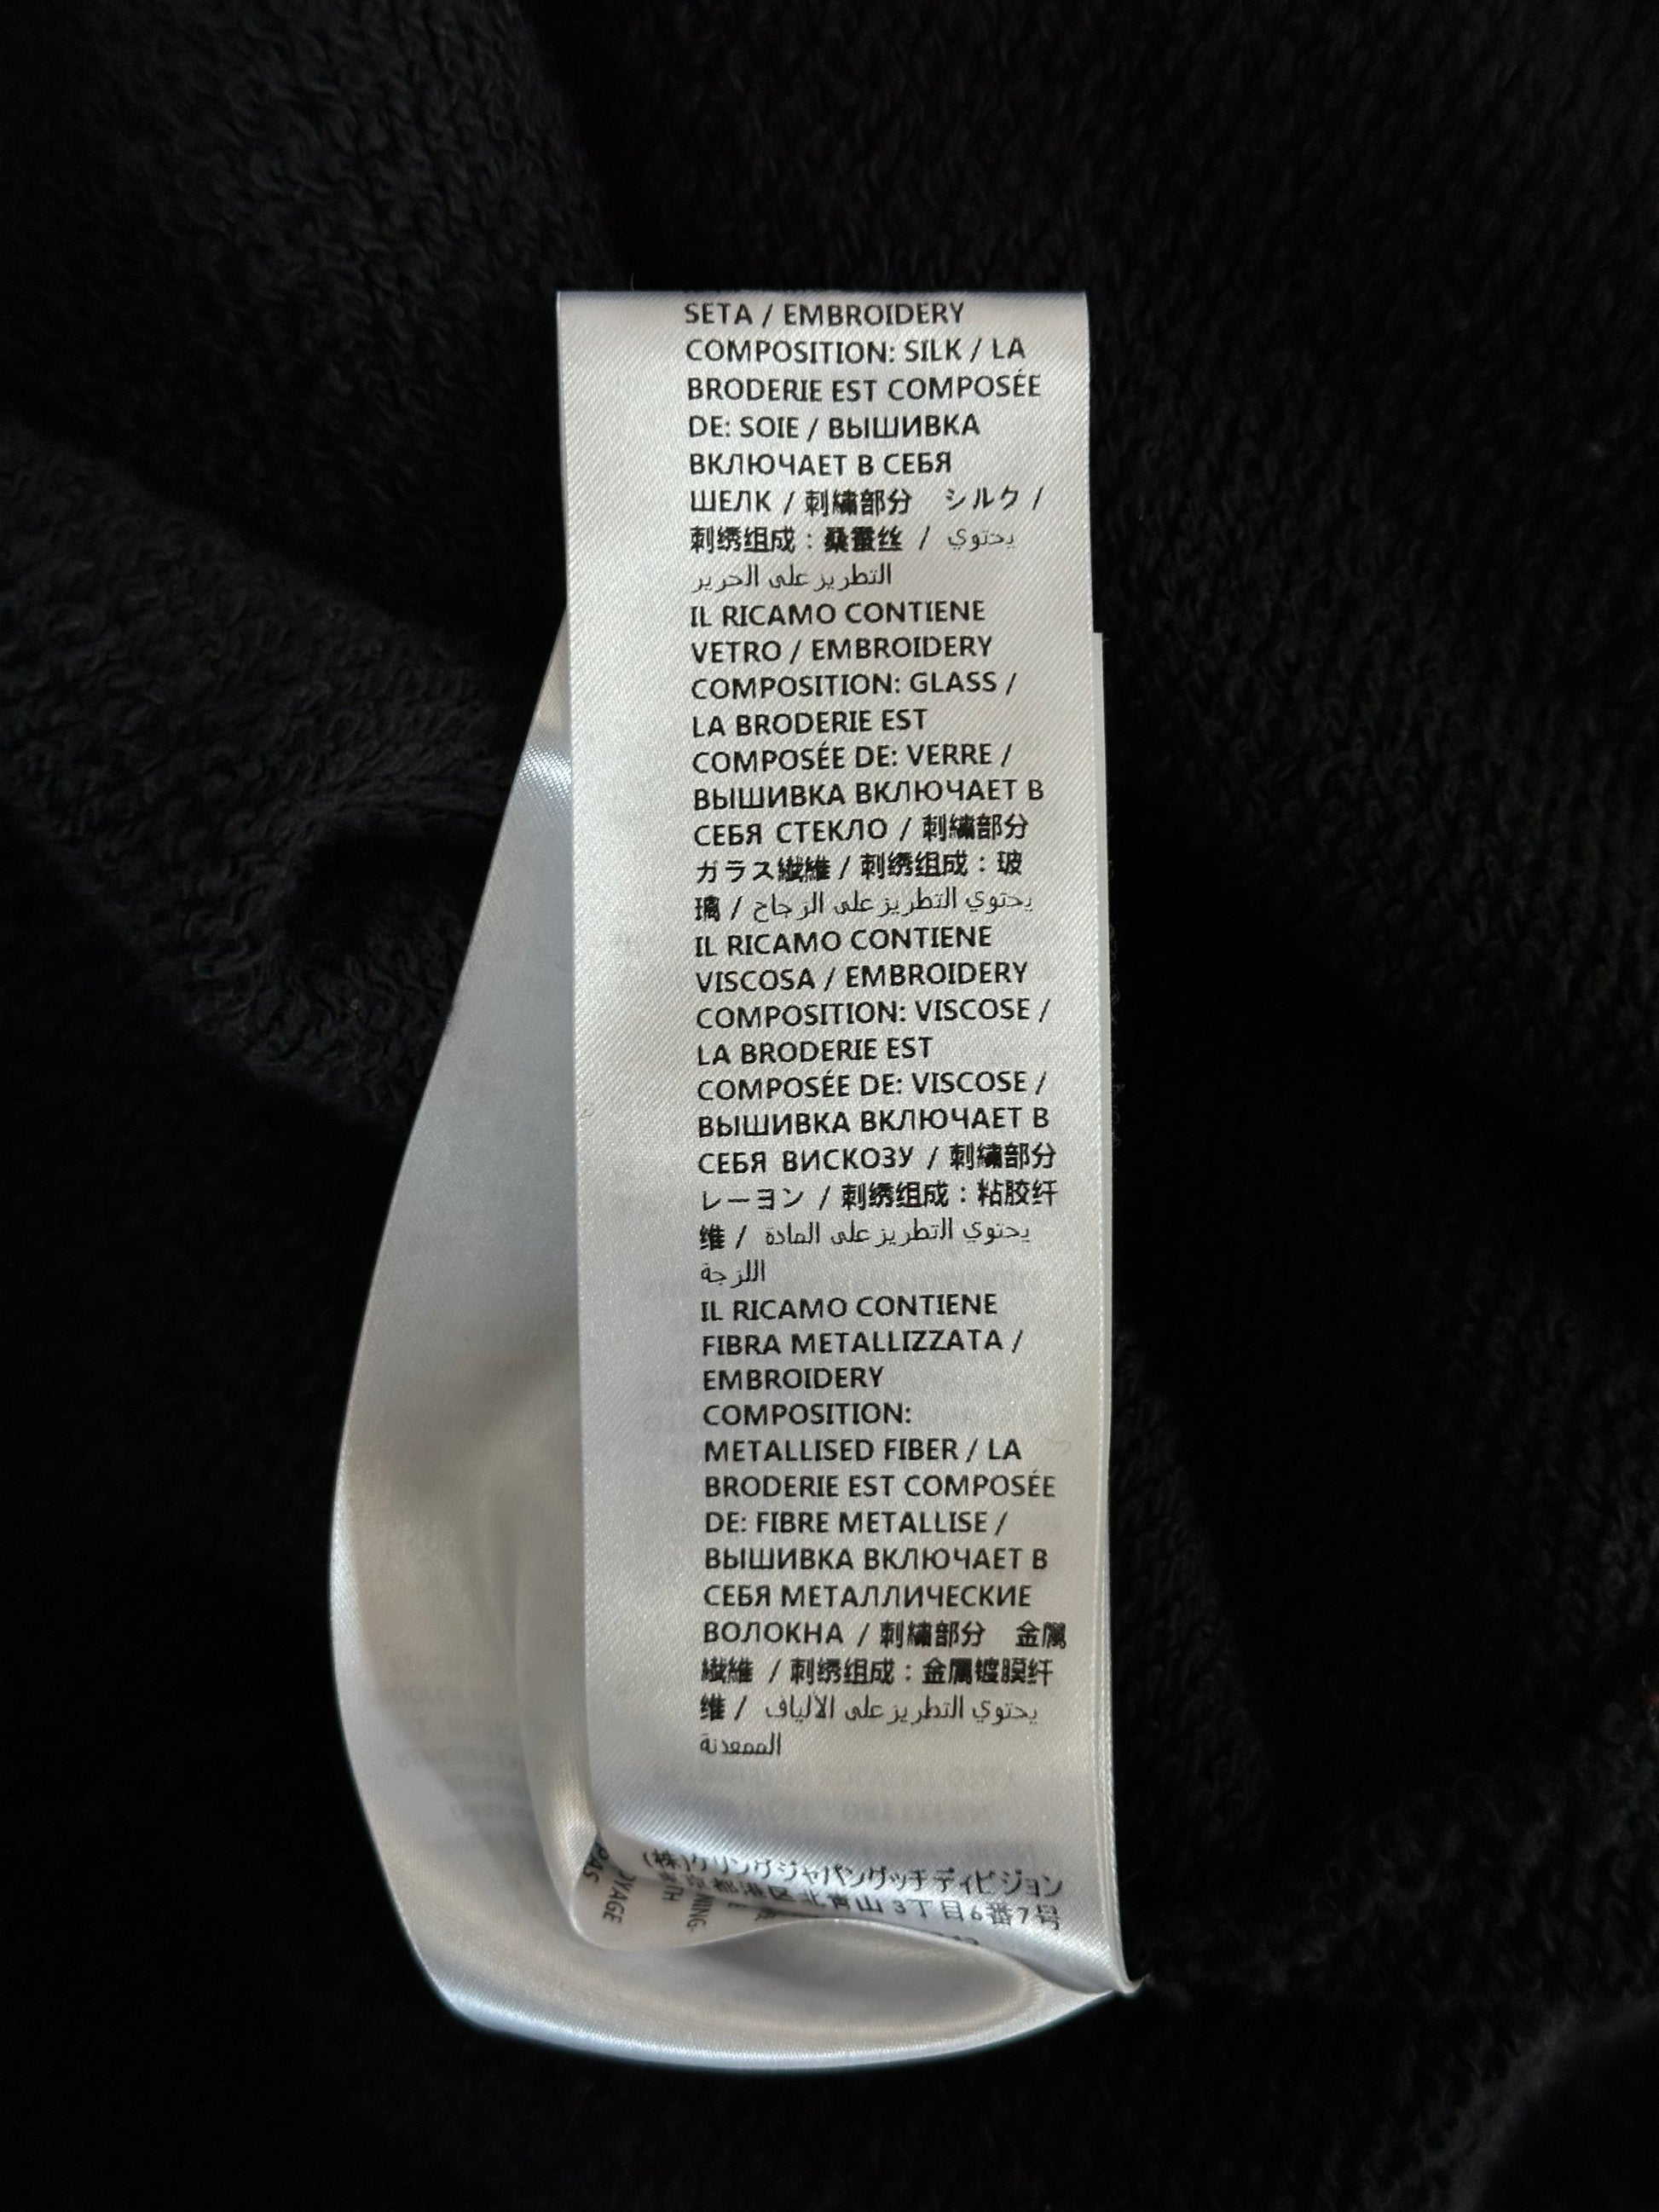 SETA / EMBROIDERY
COMPOSITION: SILK / LA
BRODERIE EST COMPOSÉE
DE: SOIE / ВЫШИВКА
ВКЛЮЧАЕТ В СЕБЯ
ШЕЛК / 刺繍部分　シルク /
刺绣组成：桑蚕丝 / يحتوي
التطريز على الحرير
IL RICAMO CONTIENE
VETRO / EMBROIDERY
COMPOSITION: GLASS /
LA BRODERIE EST
COMPOSÉE DE: VERRE /
ВЫШИВКА ВКЛЮЧАЕТ В
СЕБЯ СТЕКЛО / 刺繍部分
ガラス繊維 / 刺绣组成：玻
璃 / يحتوي التطريز على الزجاج
IL RICAMO CONTIENE
VISCOSA / EMBROIDERY
COMPOSITION: VISCOSE /
LA BRODERIE EST
COMPOSÉE DE: VISCOSE /
ВЫШИВКА ВКЛЮЧАЕТ В
СЕБЯ ВИСКОЗУ / 刺繍部分
レーヨン / 刺绣组成：粘胶纤
维 / يحتوي التطريز على المادة
اللزجة
IL RICAMO CONTIENE
FIBRA METALLIZZATA /
EMBROIDERY
COMPOSITION:
METALLISED FIBER / LA
BRODERIE EST COMPOSÉE
DE: FIBRE METALLISE /
ВЫШИВКА ВКЛЮЧАЕТ В
СЕБЯ МЕТАЛЛИЧЕСКИЕ
ВОЛОКНА / 刺繍部分　金属
繊維 / 刺绣组成：金属镀膜纤
维 / يحتوي التطريز على الألياف
الممعدنة
(株)ケリングジャパングッチディビジョン
京都港区北青山3丁目6番7号
PAS